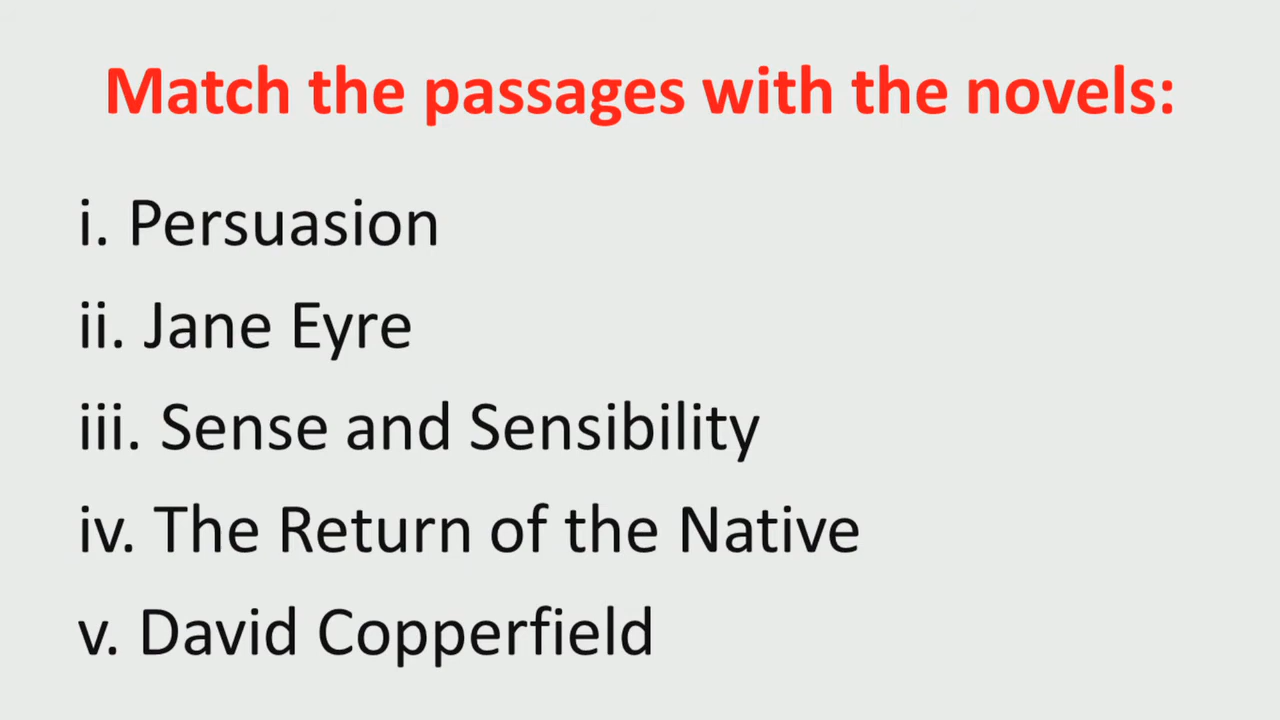 Match the passages with the novels:
i. Persuasion
ii. Jane Eyre
iii. Sense and Sensibility
iv. The Return of the Native
v. David Copperfield